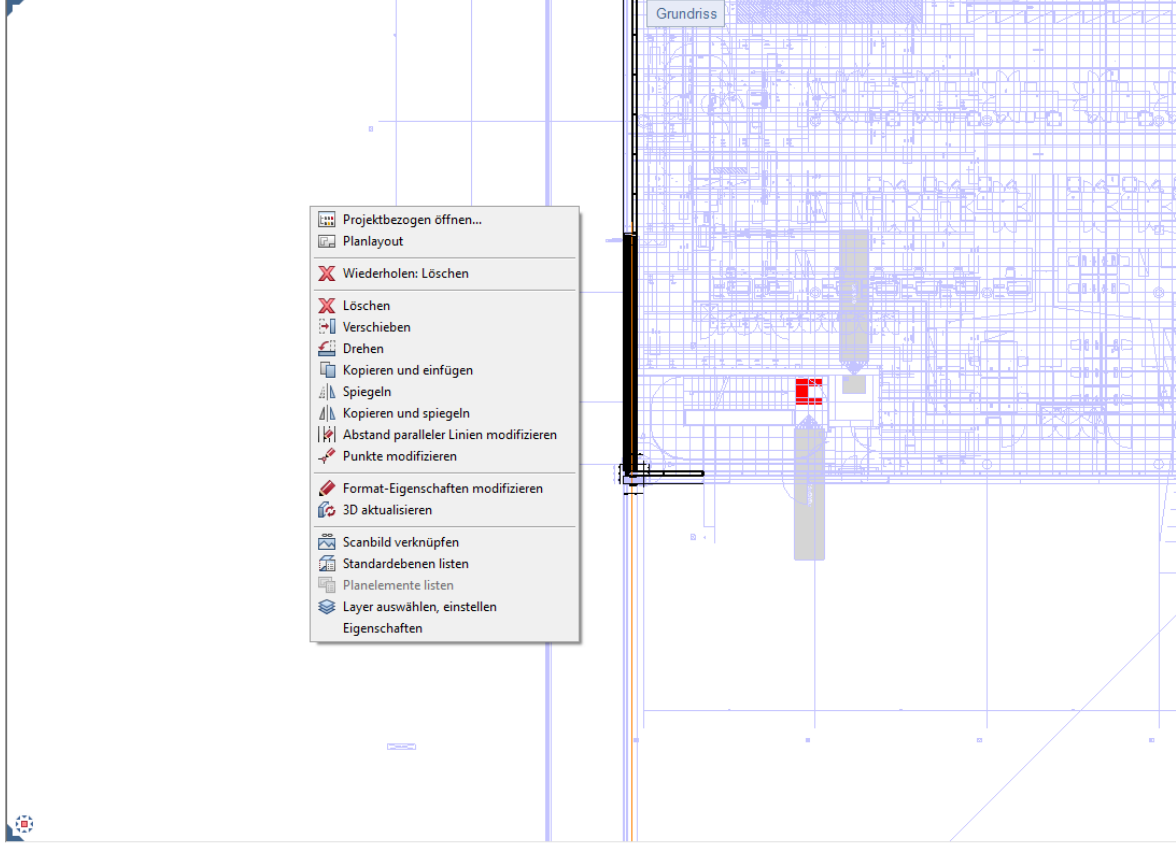 Grundriss
Projektbezogen öffnen...
Planlayout
Wiederholen: Löschen
Löschen
Verschieben
Drehen
Kopieren und einfügen
Spiegeln
Kopieren und spiegeln
Abstand paralleler Linien modifizieren
Punkte modifizieren
Format-Eigenschaften modifizieren
3D aktualisieren
Scanbild verknüpfen
Standardebenen listen
Planelemente listen
Layer auswählen, einstellen
Eigenschaften